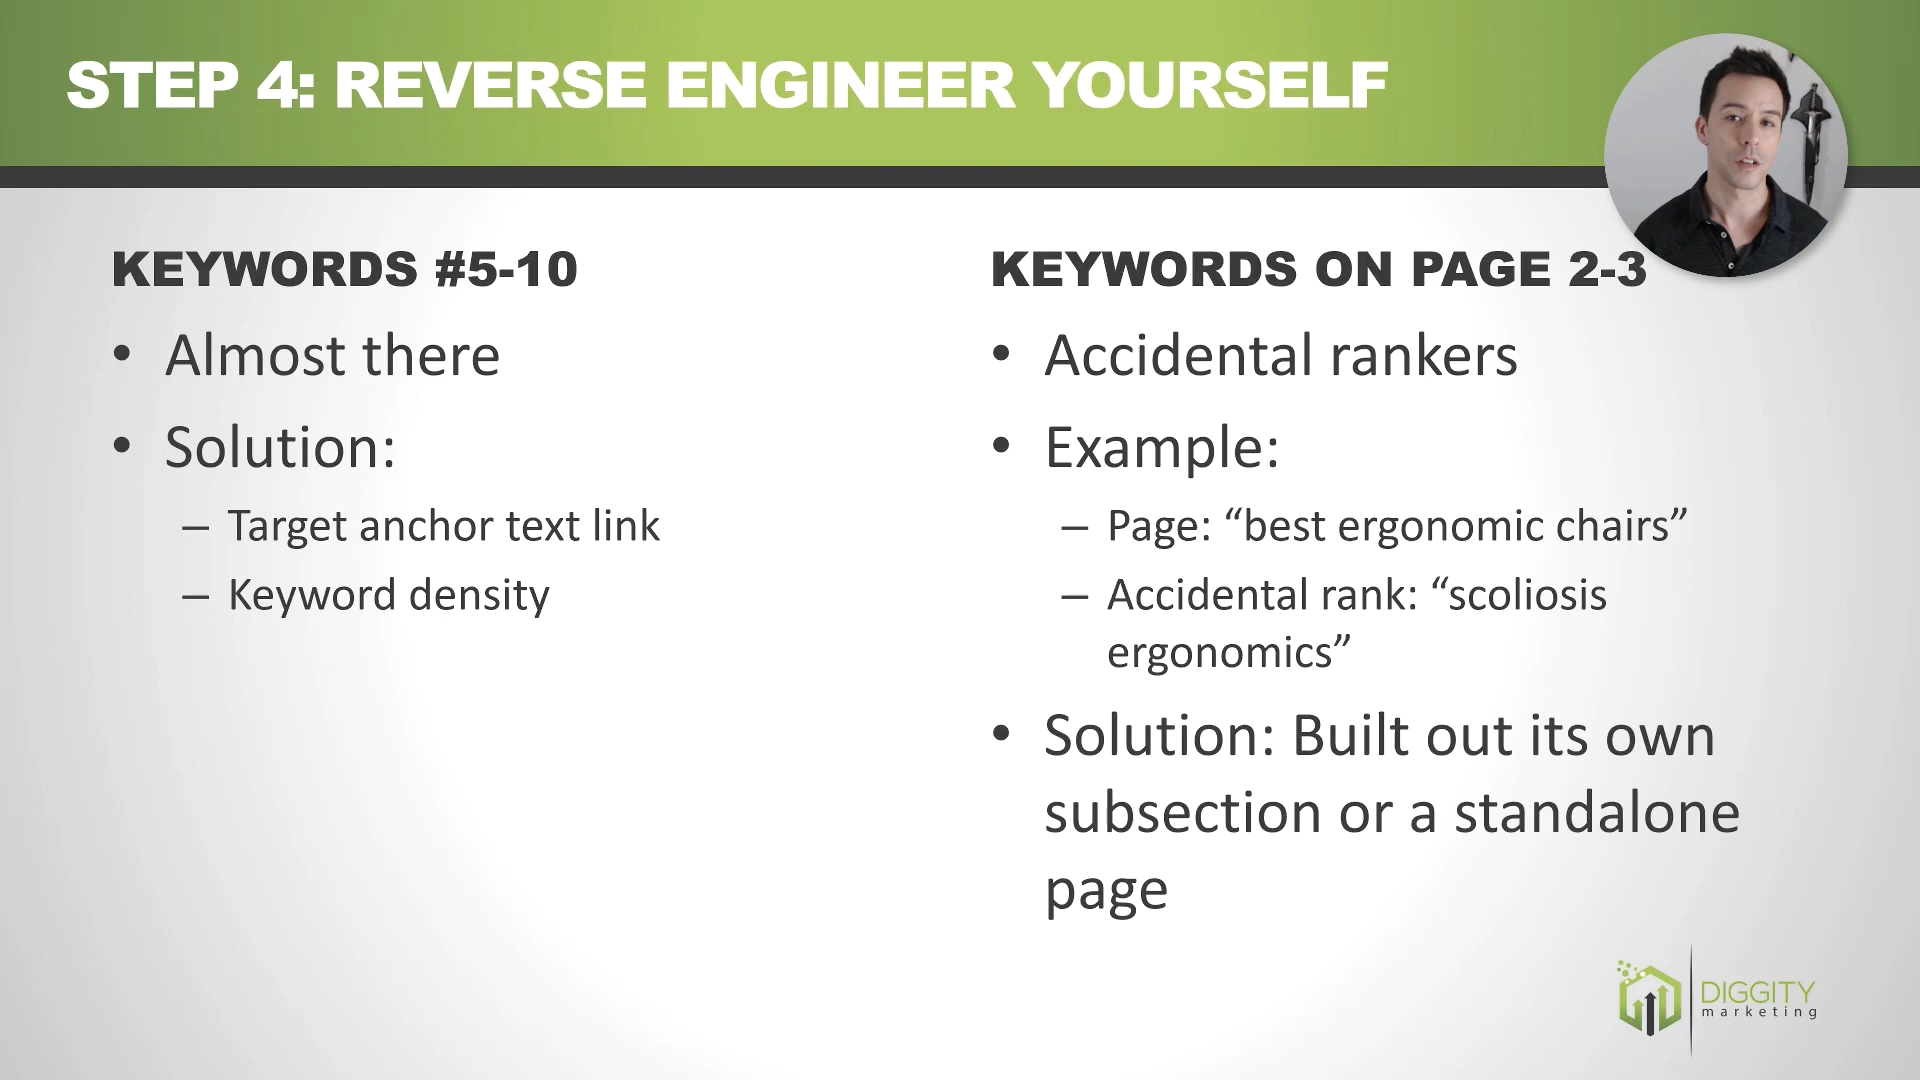 STEP 4: REVERSE ENGINEER YOURSELF
KEYWORDS #5-10
• Almost there
• Solution:
– Target anchor text link
– Keyword density
KEYWORDS ON PAGE 2-3
• Accidental rankers
• Example:
– Page: “best ergonomic chairs”
– Accidental rank: “scoliosis
ergonomics”
• Solution: Built out its own
subsection or a standalone
page
DIGGITY
marketing